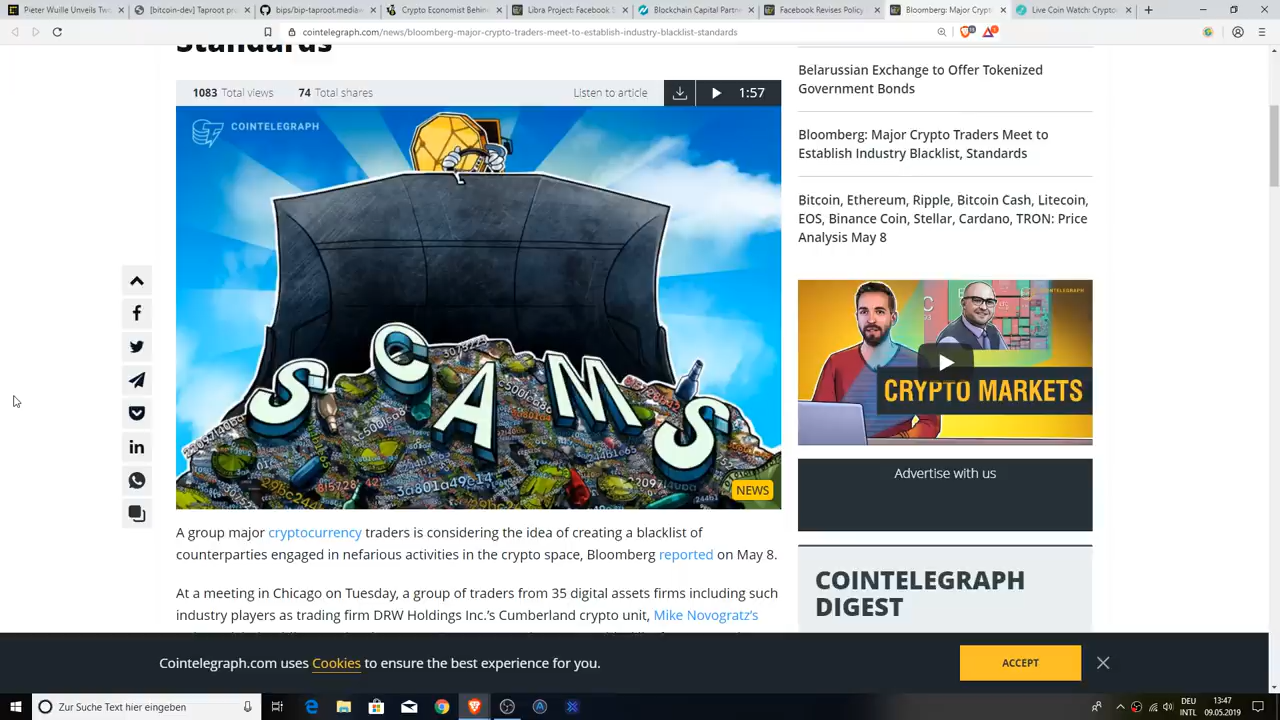 Pieter Wuille Unveils Two
[bitcoin-dev] Taproot pro
bips/bip-taproot.mediaw
Crypto Economist Behin
Libra Project: Facebook S
Blockchain Capital Partne
Facebook Revises Policy,
Bloomberg: Major Crypt
Live Coin Watch: Crypto
cointelegraph.com/news/bloomberg-major-crypto-traders-meet-to-establish-industry-blacklist-standards
Standards
1083 Total views 74 Total shares Listen to article 1:57
COINTELEGRAPH
SCAMS
NEWS
A group major cryptocurrency traders is considering the idea of creating a blacklist of
counterparties engaged in nefarious activities in the crypto space, Bloomberg reported on May 8.
At a meeting in Chicago on Tuesday, a group of traders from 35 digital assets firms including such
industry players as trading firm DRW Holdings Inc.'s Cumberland crypto unit, Mike Novogratz's
Belarussian Exchange to Offer Tokenized
Government Bonds
Bloomberg: Major Crypto Traders Meet to
Establish Industry Blacklist, Standards
Bitcoin, Ethereum, Ripple, Bitcoin Cash, Litecoin,
EOS, Binance Coin, Stellar, Cardano, TRON: Price
Analysis May 8
COINTELEGRAPH
CRYPTO MARKETS
Advertise with us
COINTELEGRAPH
DIGEST
Cointelegraph.com uses Cookies to ensure the best experience for you.
ACCEPT
Zur Suche Text hier eingeben
DEU
INTL
13:47
09.05.2019